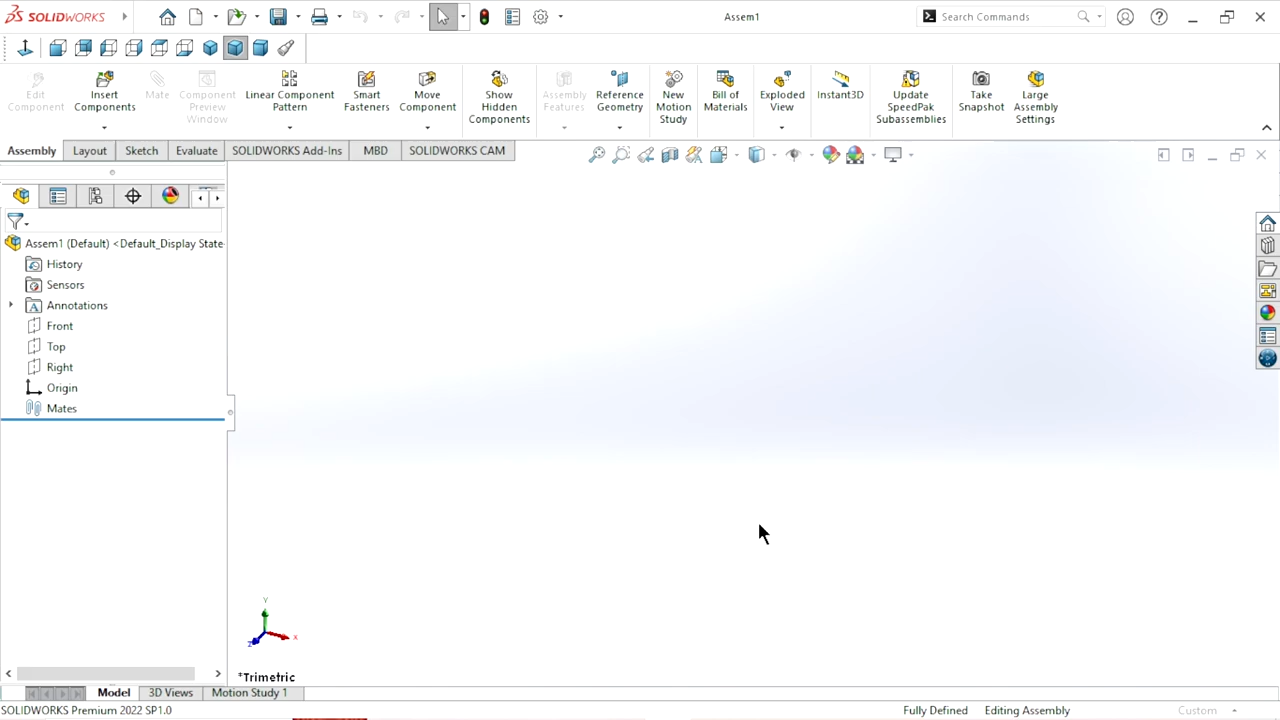 SOLIDWORKS
Assem1
Search Commands
Edit Component
Insert Components
Mate
Component Preview Window
Linear Component Pattern
Smart Fasteners
Move Component
Show Hidden Components
Assembly Features
Reference Geometry
New Motion Study
Bill of Materials
Exploded View
Instant3D
Update SpeedPak Subassemblies
Take Snapshot
Large Assembly Settings
Assembly Layout Sketch Evaluate SOLIDWORKS Add-Ins MBD SOLIDWORKS CAM
Assem1 (Default) <Default_Display State-
History
Sensors
Annotations
Front
Top
Right
Origin
Mates
Y
X
Z
*Trimetric
Model 3D Views Motion Study 1
SOLIDWORKS Premium 2022 SP1.0
Fully Defined Editing Assembly Custom